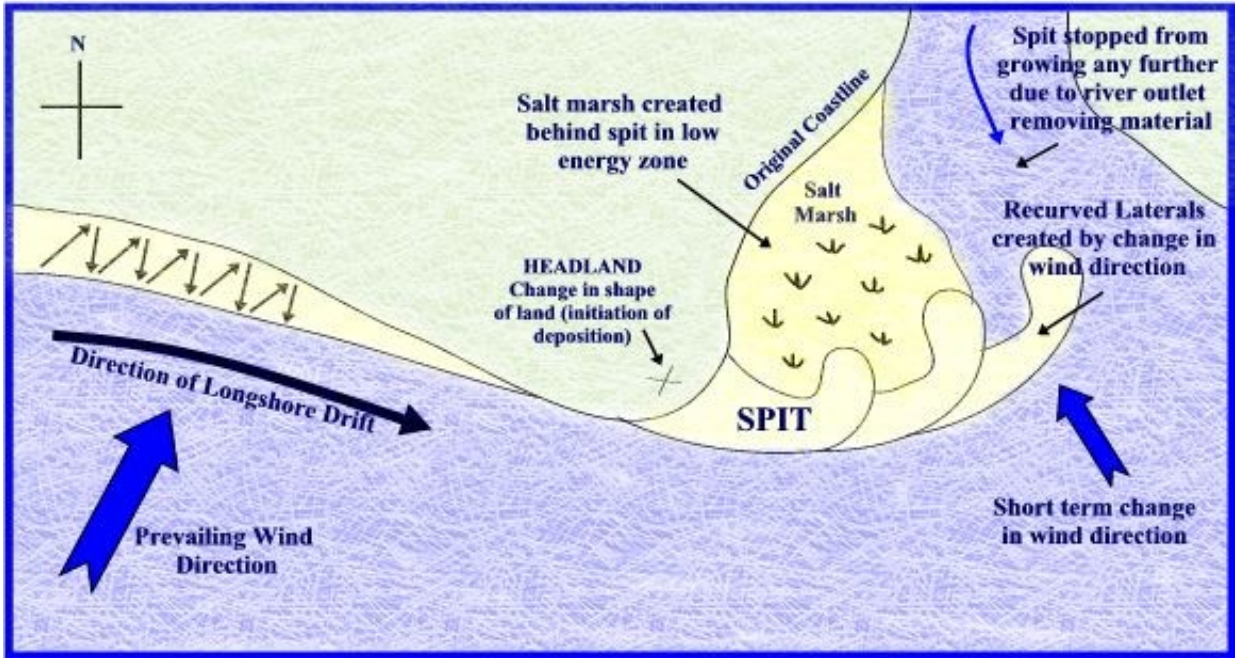 N
Spit stopped from
growing any further
due to river outlet
removing material
Salt marsh created
behind spit in low
energy zone
Original Coastline
Salt
Marsh
Recurved Laterals
created by change in
wind direction
HEADLAND
Change in shape
of land (initiation of
deposition)
Direction of Longshore Drift
SPIT
Prevailing Wind
Direction
Short term change
in wind direction